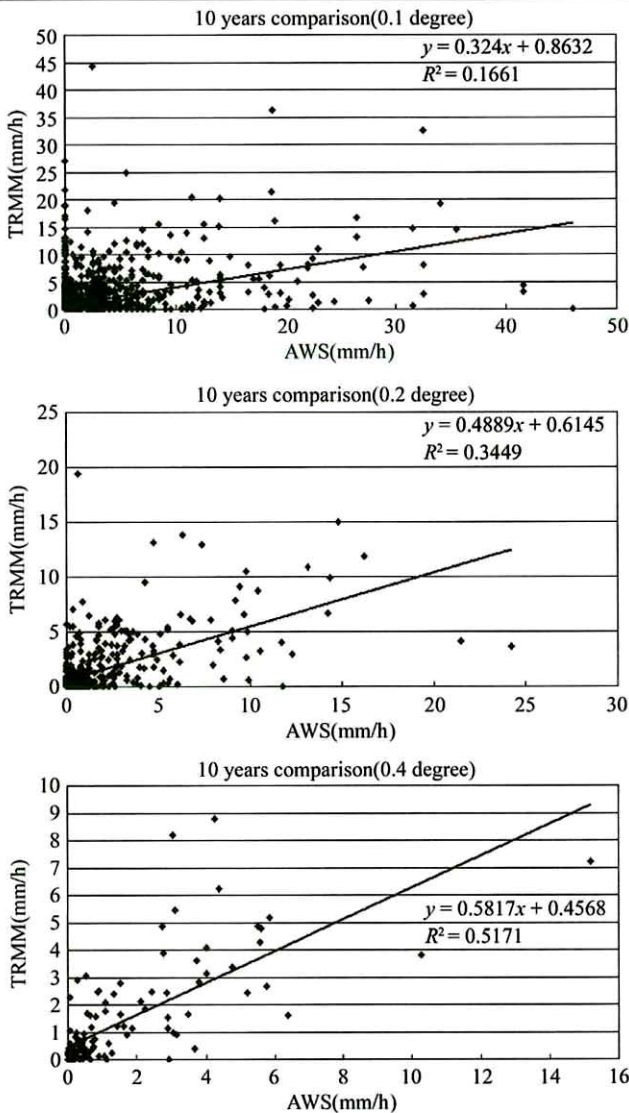 10 years comparison(0.1 degree)
y = 0.324x + 0.8632
R² = 0.1661
TRMM(mm/h)
50
45
40
35
30
25
20
15
10
5
0
0 10 20 30 40 50
AWS(mm/h)
10 years comparison(0.2 degree)
y = 0.4889x + 0.6145
R² = 0.3449
TRMM(mm/h)
25
20
15
10
5
0
0 5 10 15 20 25 30
AWS(mm/h)
10 years comparison(0.4 degree)
TRMM(mm/h)
10
9
8
7
6
5
4
3
2
1
0
y = 0.5817x + 0.4568
R² = 0.5171
0 2 4 6 8 10 12 14 16
AWS(mm/h)